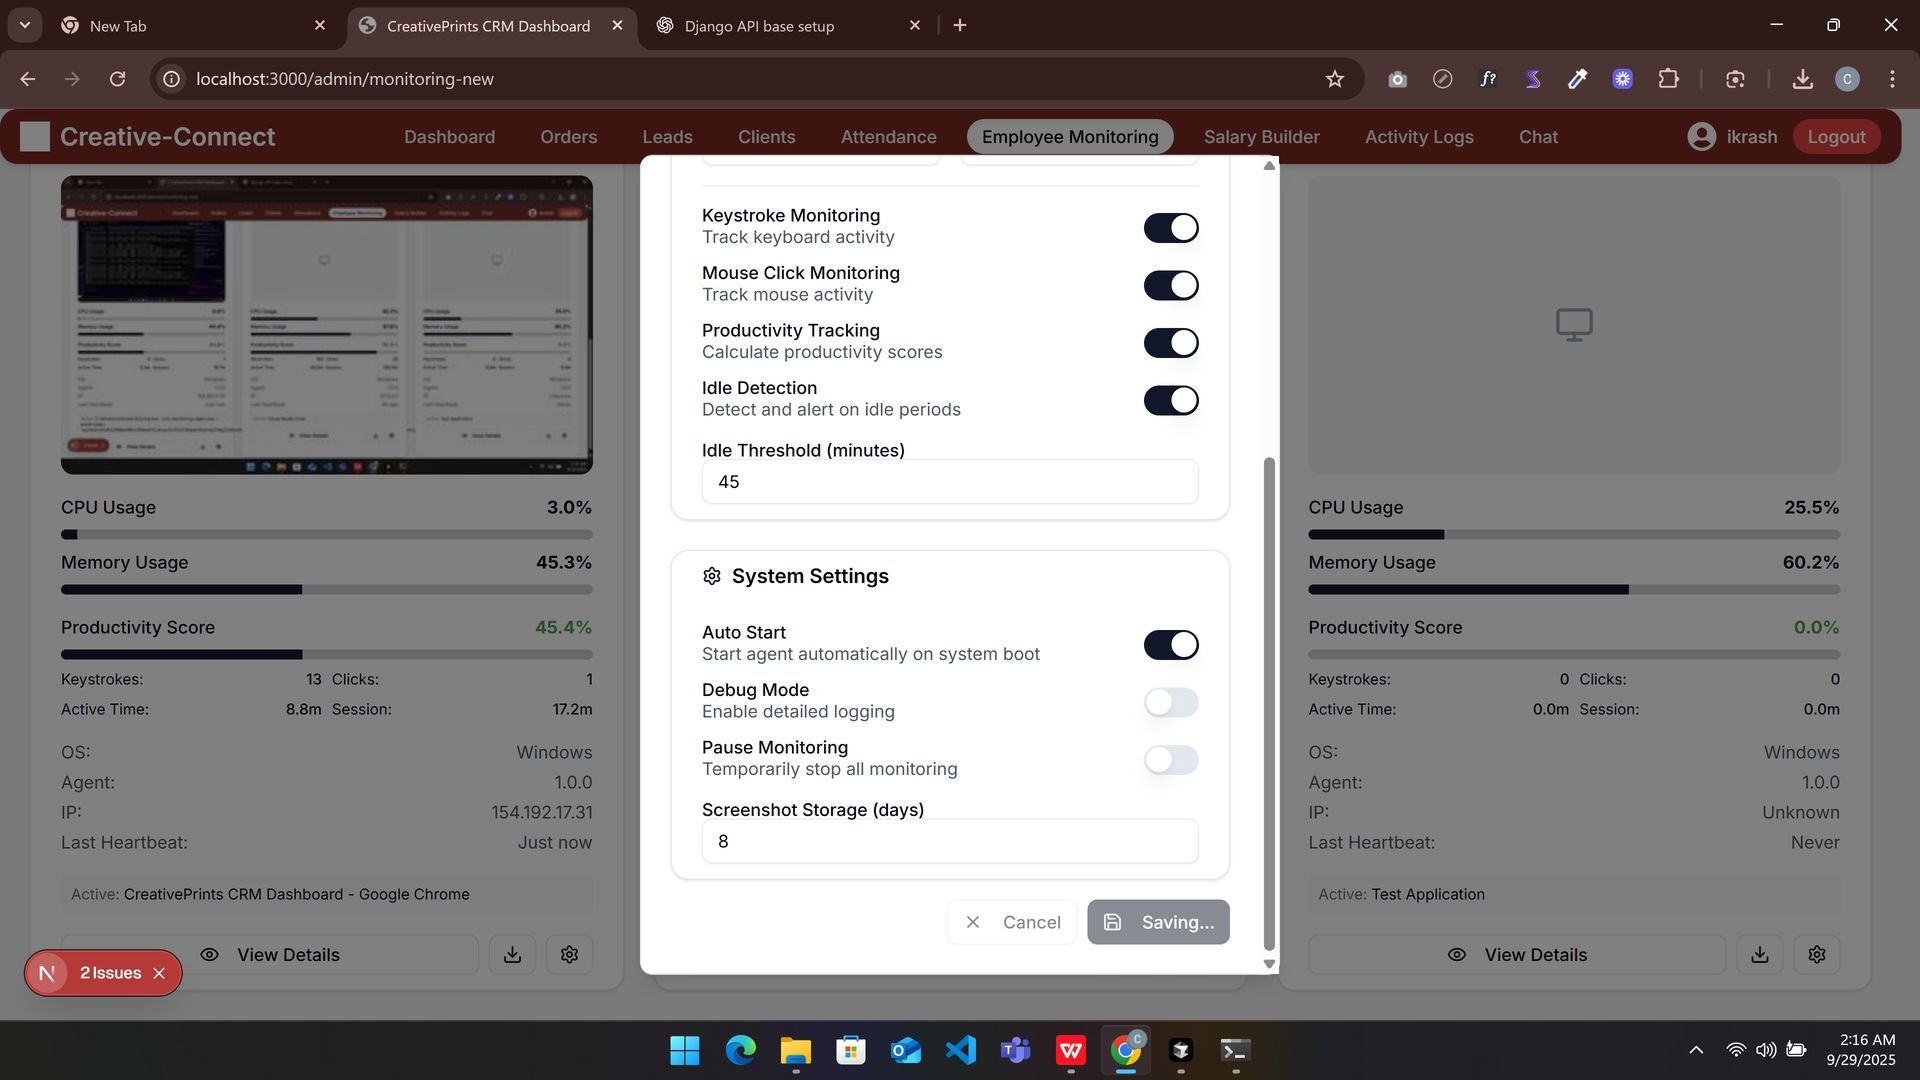 New Tab
CreativePrints CRM Dashboard
Django API base setup
localhost:3000/admin/monitoring-new
f?
C
Creative-Connect
Dashboard
Orders
Leads
Clients
Attendance
Employee Monitoring
Salary Builder
Activity Logs
Chat
ikrash
Logout
Keystroke Monitoring
Track keyboard activity
Mouse Click Monitoring
Track mouse activity
Productivity Tracking
Calculate productivity scores
Idle Detection
Detect and alert on idle periods
Idle Threshold (minutes)
45
System Settings
Auto Start
Start agent automatically on system boot
Debug Mode
Enable detailed logging
Pause Monitoring
Temporarily stop all monitoring
Screenshot Storage (days)
8
Cancel
Saving...
CPU Usage 3.0%
Memory Usage 45.3%
Productivity Score 45.4%
Keystrokes: 13 Clicks: 1
Active Time: 8.8m Session: 17.2m
OS: Windows
Agent: 1.0.0
IP: 154.192.17.31
Last Heartbeat: Just now
Active: CreativePrints CRM Dashboard - Google Chrome
View Details
N 2 Issues
CPU Usage 25.5%
Memory Usage 60.2%
Productivity Score 0.0%
Keystrokes: 0 Clicks: 0
Active Time: 0.0m Session: 0.0m
OS: Windows
Agent: 1.0.0
IP: Unknown
Last Heartbeat: Never
Active: Test Application
View Details
2:16 AM
9/29/2025